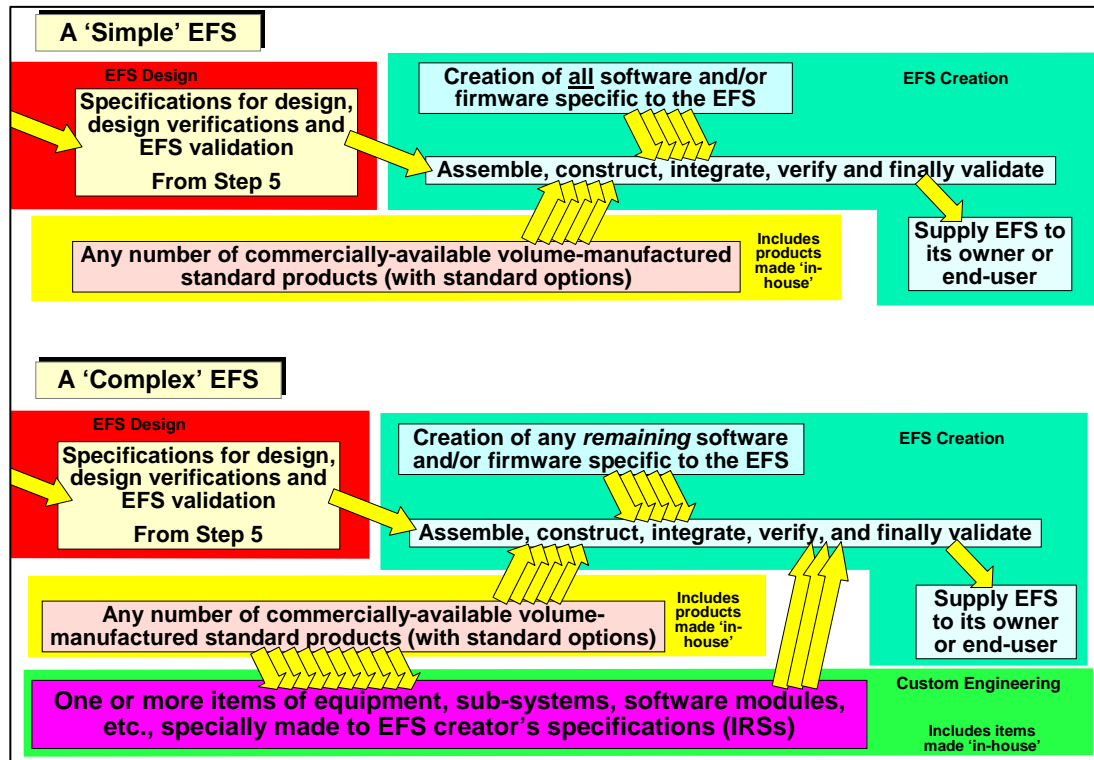 A ‘Simple’ EFS
EFS Design
Specifications for design,
design verifications and
EFS validation
From Step 5
Creation of all software and/or
firmware specific to the EFS
EFS Creation
Assemble, construct, integrate, verify and finally validate
Any number of commercially-available volume-manufactured
standard products (with standard options)
Includes
products
made ‘in-
house’
Supply EFS to
its owner or
end-user
A ‘Complex’ EFS
EFS Design
Specifications for design,
design verifications and
EFS validation
From Step 5
Creation of any remaining software
and/or firmware specific to the EFS
EFS Creation
Assemble, construct, integrate, verify, and finally validate
Any number of commercially-available volume-
manufactured standard products (with standard options)
Includes
products
made ‘in-
house’
Supply EFS
to its owner
or end-user
One or more items of equipment, sub-systems, software modules,
etc., specially made to EFS creator’s specifications (IRSs)
Custom Engineering
Includes items
made ‘in-house’